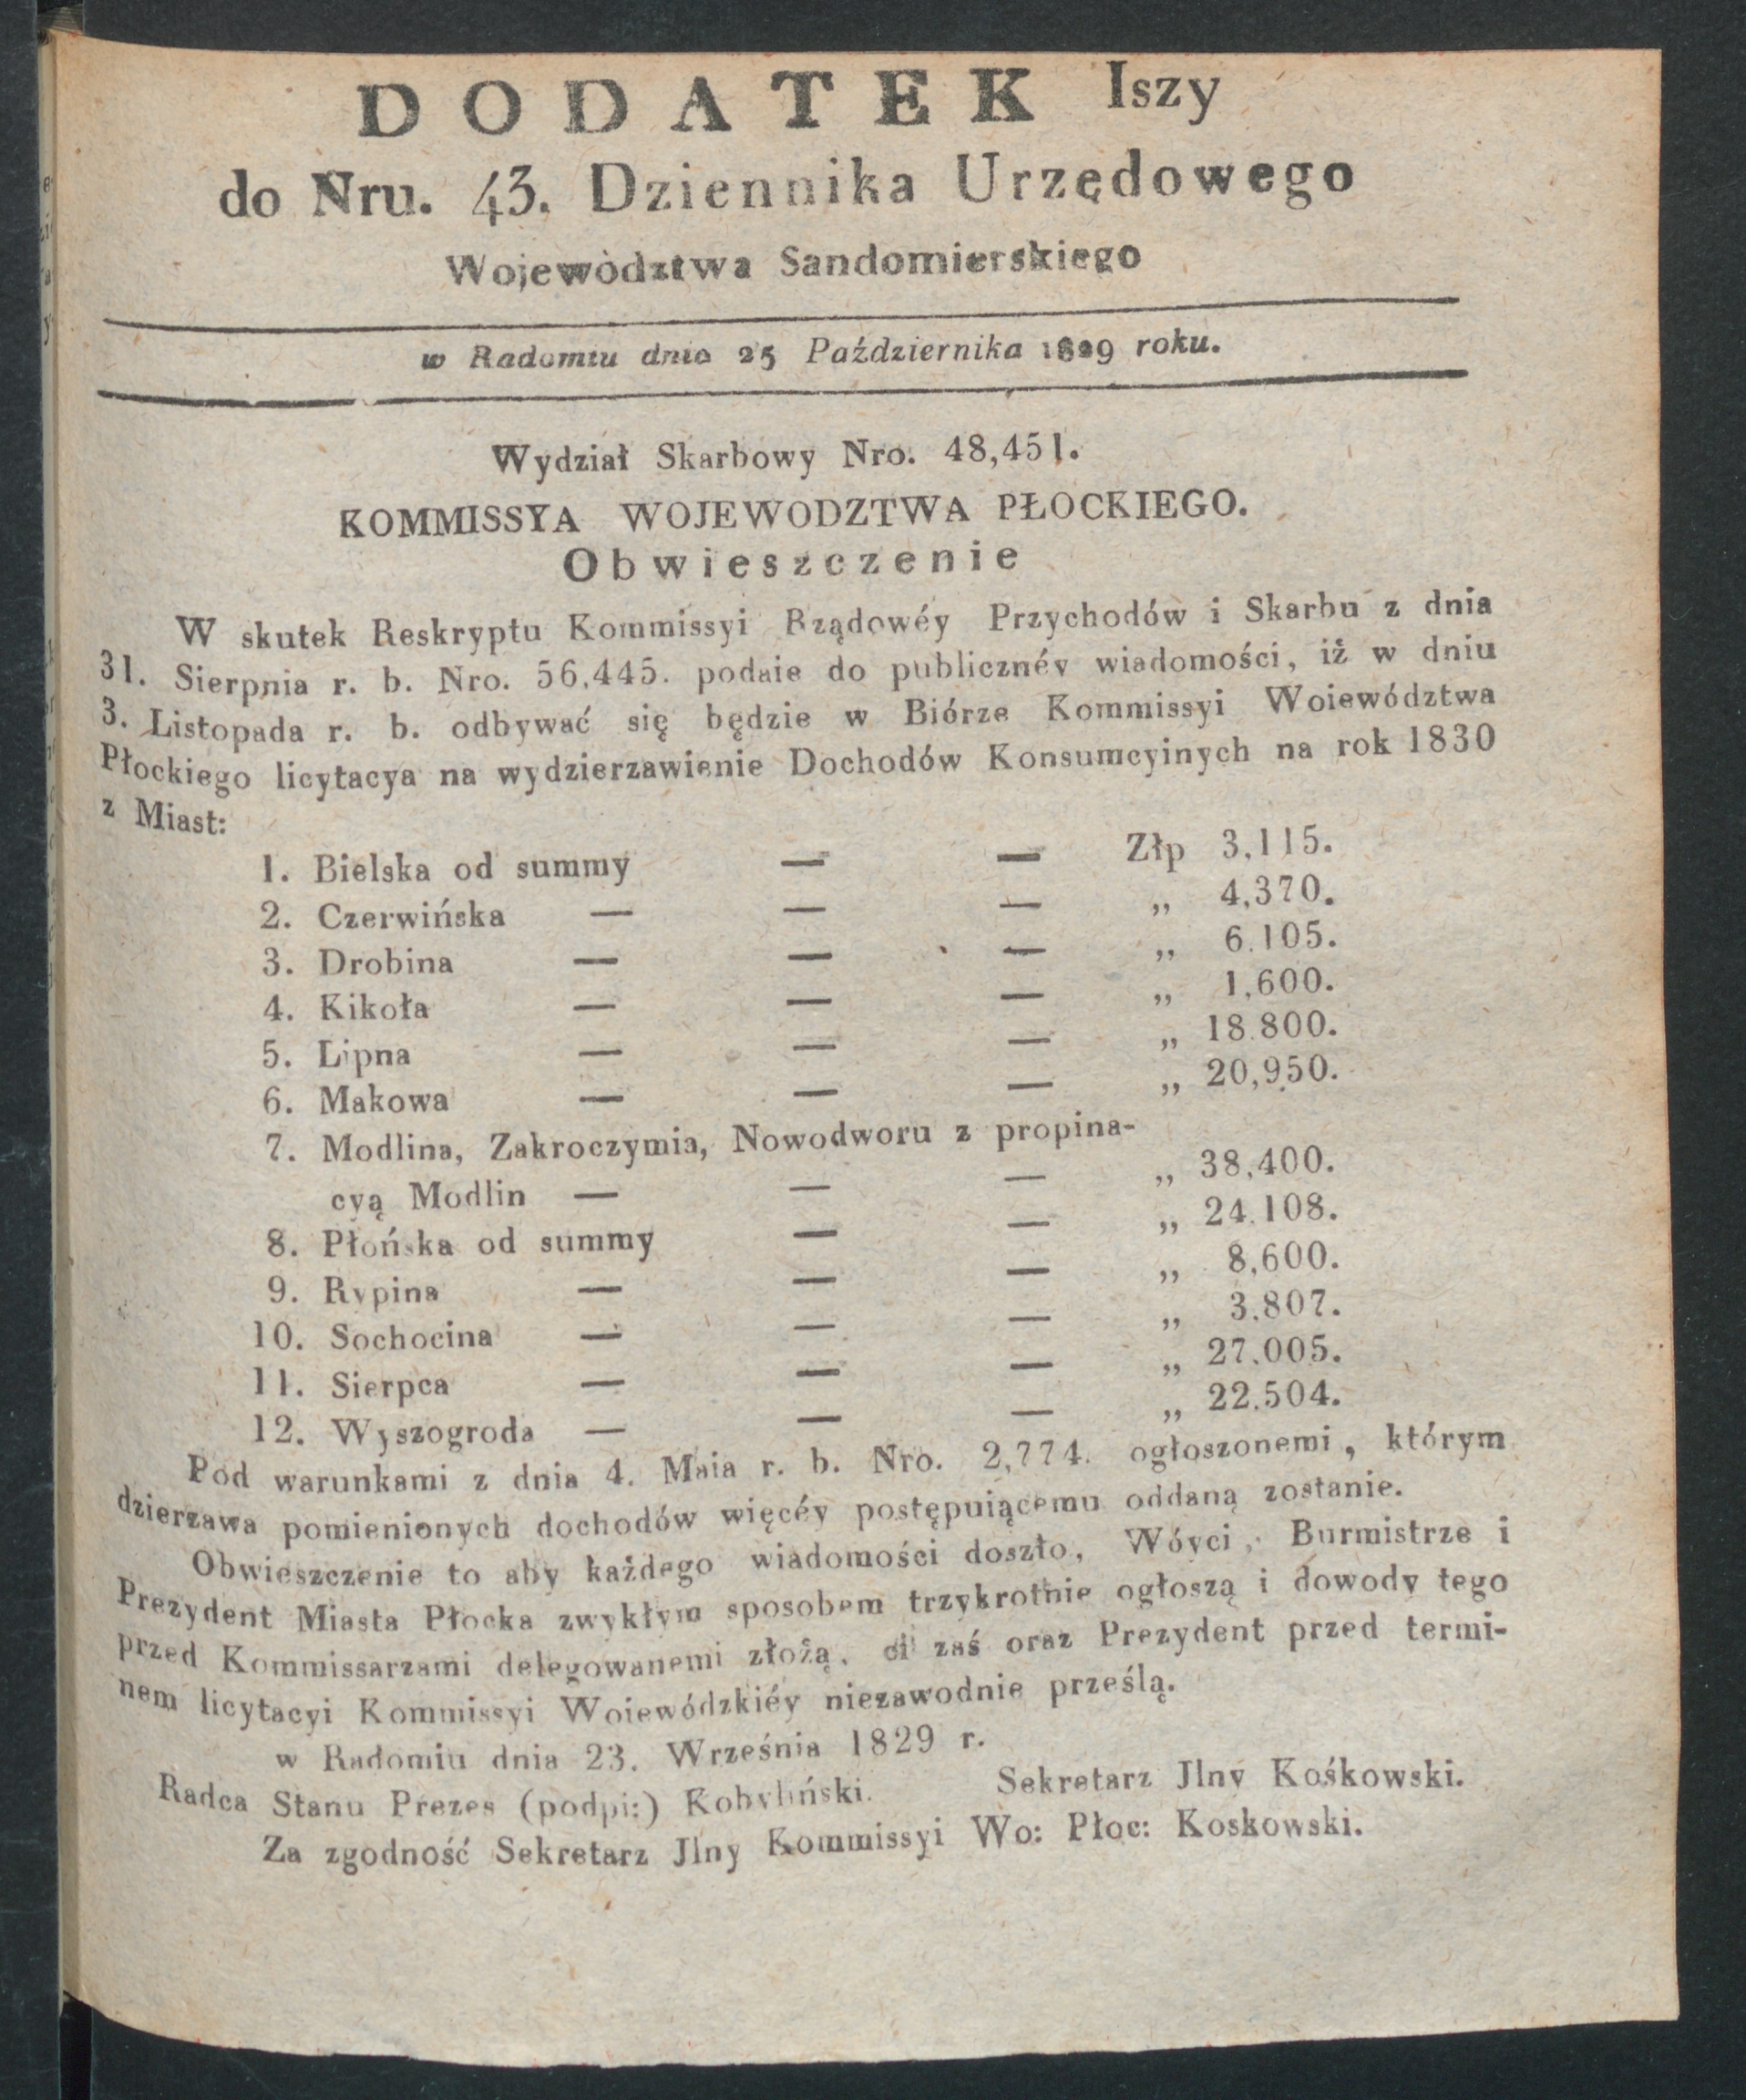 DODATEK Iszy
do Nru. 43. Dziennika Urzędowego
Województwa Sandomierskiego
w Radomiu dnia 25 Października 1829 roku.
Wydział Skarbowy Nro. 48,451.
KOMMISSYA WOJEWODZTWA PŁOCKIEGO.
Obwieszczenie
W skutek Reskryptu Kommissyi Rządowéy Przychodów i Skarbu z dnia
31. Sierpnia r. b. Nro. 56,445. podaie do publicznéy wiadomości, iż w dniu
3. Listopada r. b. odbywać się będzie w Biórze Kommissyi Woiewództwa
Płockiego licytacya na wydzierzawienie Dochodów Konsumcyinych na rok 1830
z Miast:
1. Bielska od summy — — Złp 3,115.
2. Czerwińska — — — „ 4,370.
3. Drobina — — — „ 6.105.
4. Kikoła — — — „ 1,600.
5. Lipna — — — „ 18.800.
6. Makowa — — — „ 20,950.
7. Modlina, Zakroczymia, Nowodworu z propina-
cyą Modlin — — — „ 38,400.
8. Płońska od summy — — „ 24.108.
9. Rypina — — — „ 8,600.
10. Sochocina — — — „ 3,807.
11. Sierpca — — — „ 27.005.
12. Wyszogroda — — — „ 22.504.
Pod warunkami z dnia 4. Maia r. b. Nro. 2,774. ogłoszonemi, którym
dzierzawa pomienionych dochodów więcéy postępuiącemu oddaną zostanie.
Obwieszczenie to aby każdego wiadomości doszło, Wóyci, Burmistrze i
Prezydent Miasta Płocka zwykłym sposobem trzykrotnie ogłoszą i dowody tego
przed Kommissarzami delegowanemi złożą, ci zaś oraz Prezydent przed termi-
nem licytacyi Kommissyi Woiewódzkiéy niezawodnie prześlą.
w Radomiu dnia 23. Września 1829 r.
Radca Stanu Prezes (podpi:) Kobyliński. Sekretarz Jlny Kośkowski.
Za zgodność Sekretarz Jlny Kommissyi Wo: Płoc: Koskowski.